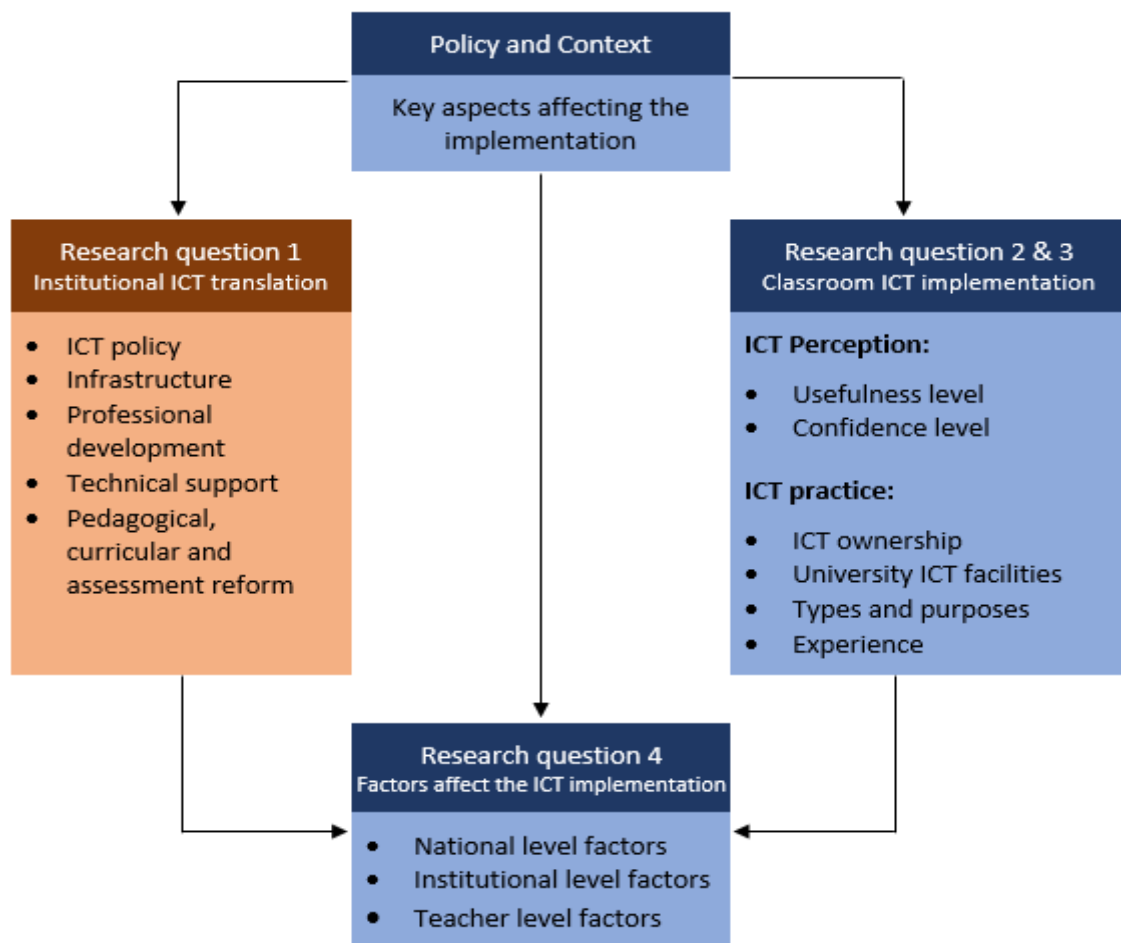 Policy and Context
Key aspects affecting the
implementation
Research question 1
Institutional ICT translation
• ICT policy
• Infrastructure
• Professional
development
• Technical support
• Pedagogical,
curricular and
assessment reform
Research question 2 & 3
Classroom ICT implementation
ICT Perception:
• Usefulness level
• Confidence level
ICT practice:
• ICT ownership
• University ICT facilities
• Types and purposes
• Experience
Research question 4
Factors affect the ICT implementation
• National level factors
• Institutional level factors
• Teacher level factors